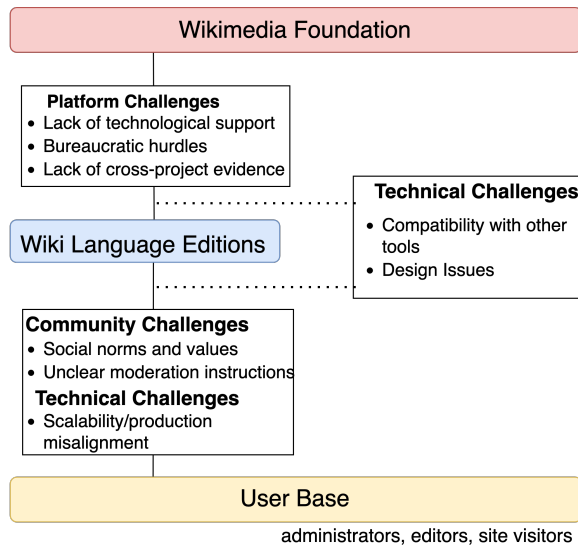 Wikimedia Foundation
Platform Challenges
• Lack of technological support
• Bureaucratic hurdles
• Lack of cross-project evidence
Technical Challenges
• Compatibility with other
tools
• Design Issues
Wiki Language Editions
Community Challenges
• Social norms and values
• Unclear moderation instructions
Technical Challenges
• Scalability/production
misalignment
User Base
administrators, editors, site visitors